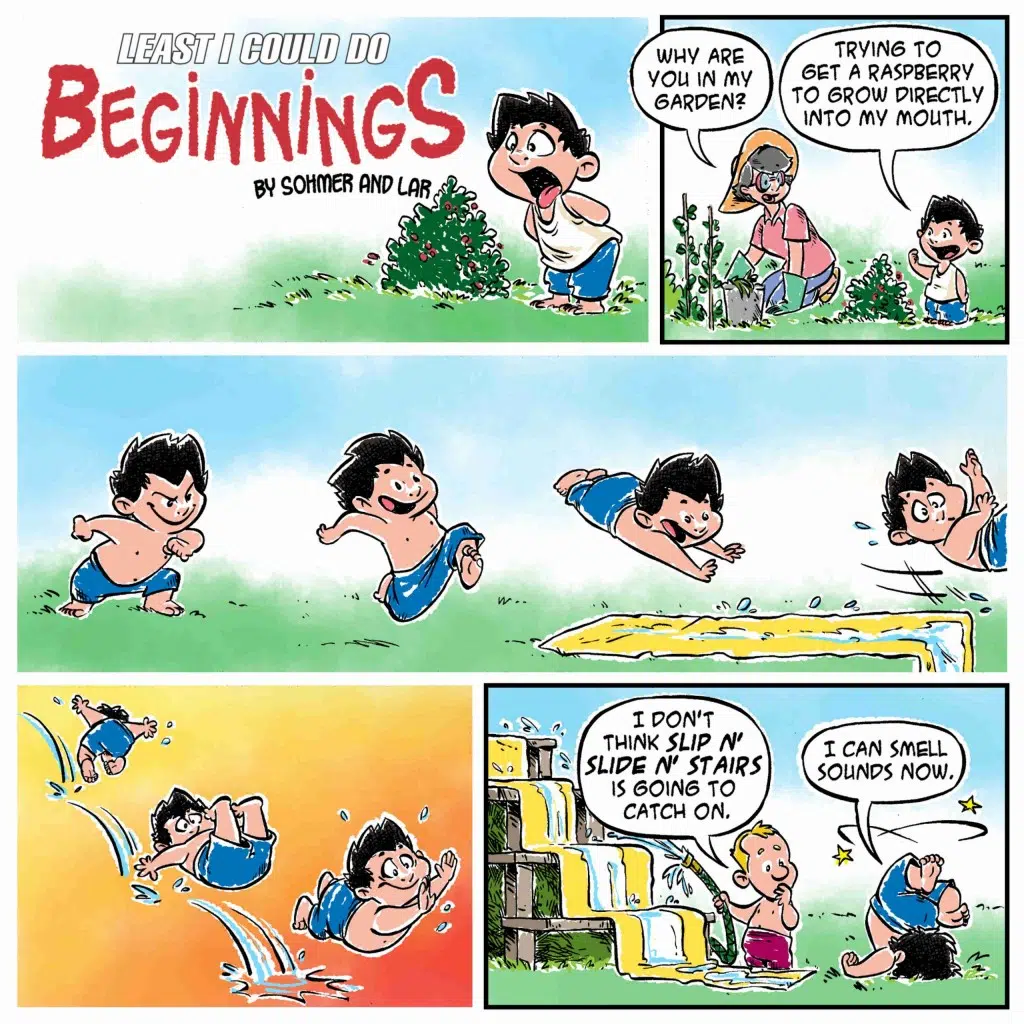 LEAST I COULD DO
BEGINNINGS
BY SOHMER AND LAR
WHY ARE
YOU IN MY
GARDEN?
TRYING TO
GET A RASPBERRY
TO GROW DIRECTLY
INTO MY MOUTH.
I DON'T
THINK SLIP N'
SLIDE N' STAIRS
IS GOING TO
CATCH ON.
I CAN SMELL
SOUNDS NOW.